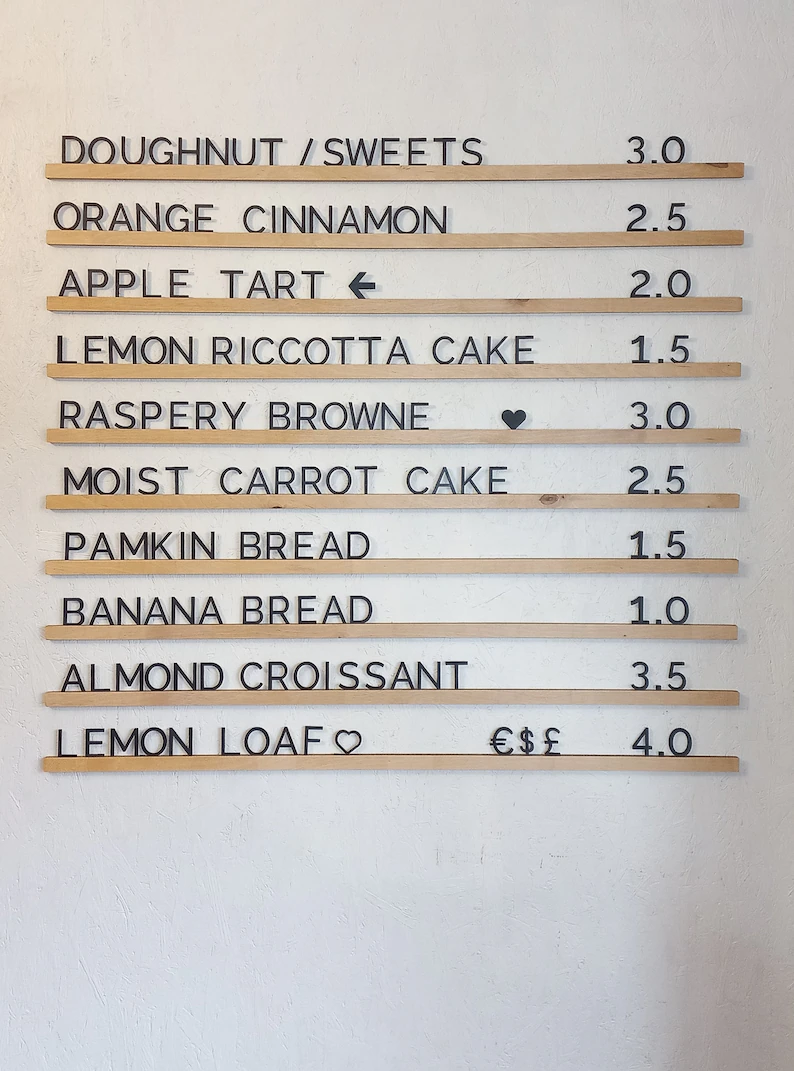 DOUGHNUT / SWEETS 3.0
ORANGE CINNAMON 2.5
APPLE TART ← 2.0
LEMON RICCOTTA CAKE 1.5
RASPERY BROWNE ♥ 3.0
MOIST CARROT CAKE 2.5
PAMKIN BREAD 1.5
BANANA BREAD 1.0
ALMOND CROISSANT 3.5
LEMON LOAF ♡ €$£ 4.0